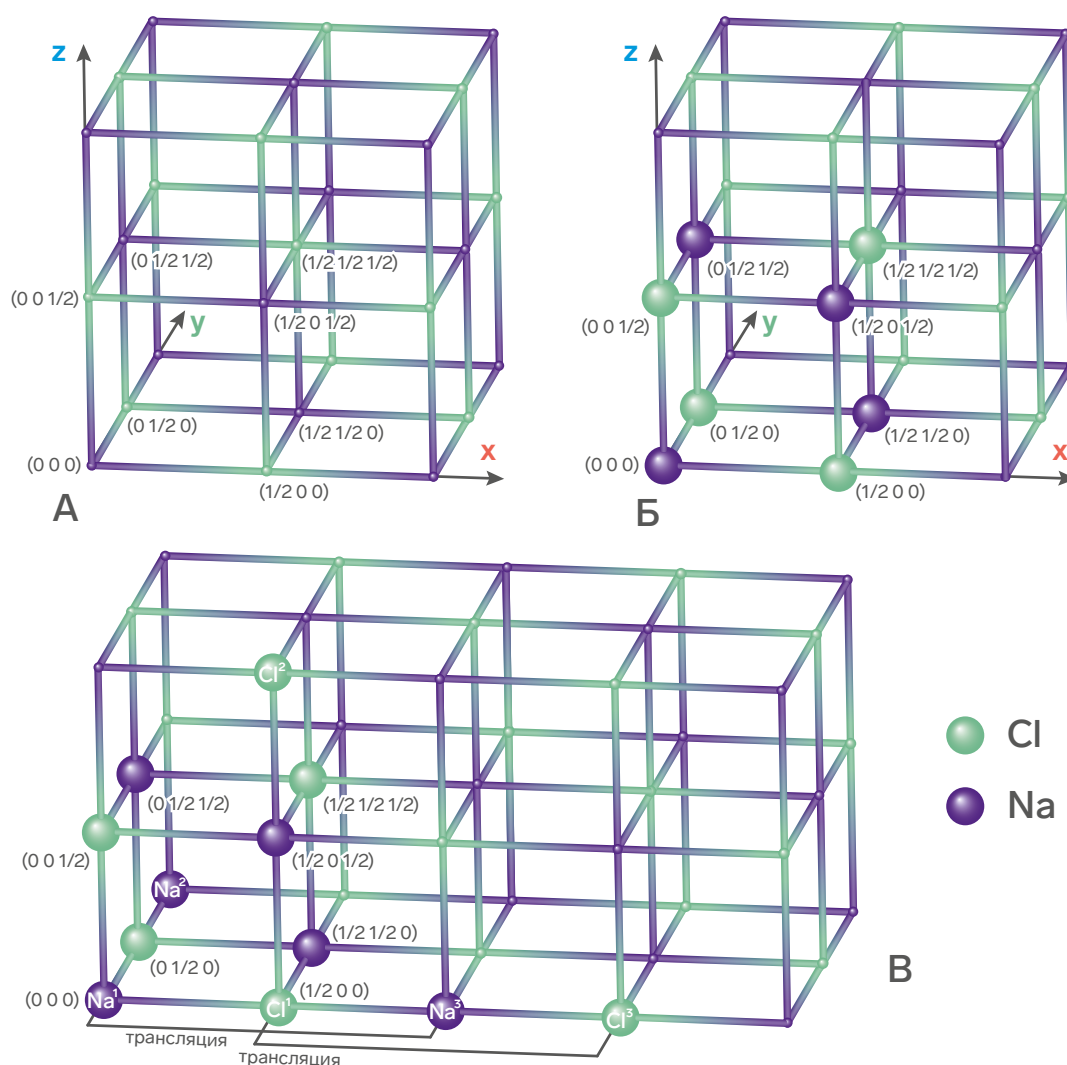 z
z
(0 1/2 1/2)
(1/2 1/2 1/2)
(0 0 1/2)
y
(1/2 0 1/2)
(0 1/2 0)
(1/2 1/2 0)
(0 0 0)
x
(1/2 0 0)
А
(0 1/2 1/2)
(1/2 1/2 1/2)
(0 0 1/2)
y
(1/2 0 1/2)
(0 1/2 0)
(1/2 1/2 0)
(0 0 0)
x
(1/2 0 0)
Б
Cl²
(0 1/2 1/2)
(1/2 1/2 1/2)
(0 0 1/2)
(1/2 0 1/2)
Na²
(1/2 1/2 0)
(0 1/2 0)
(0 0 0)
Na¹
(1/2 0 0)
Cl¹
Na³
Cl³
трансляция
трансляция
В
Cl
Na